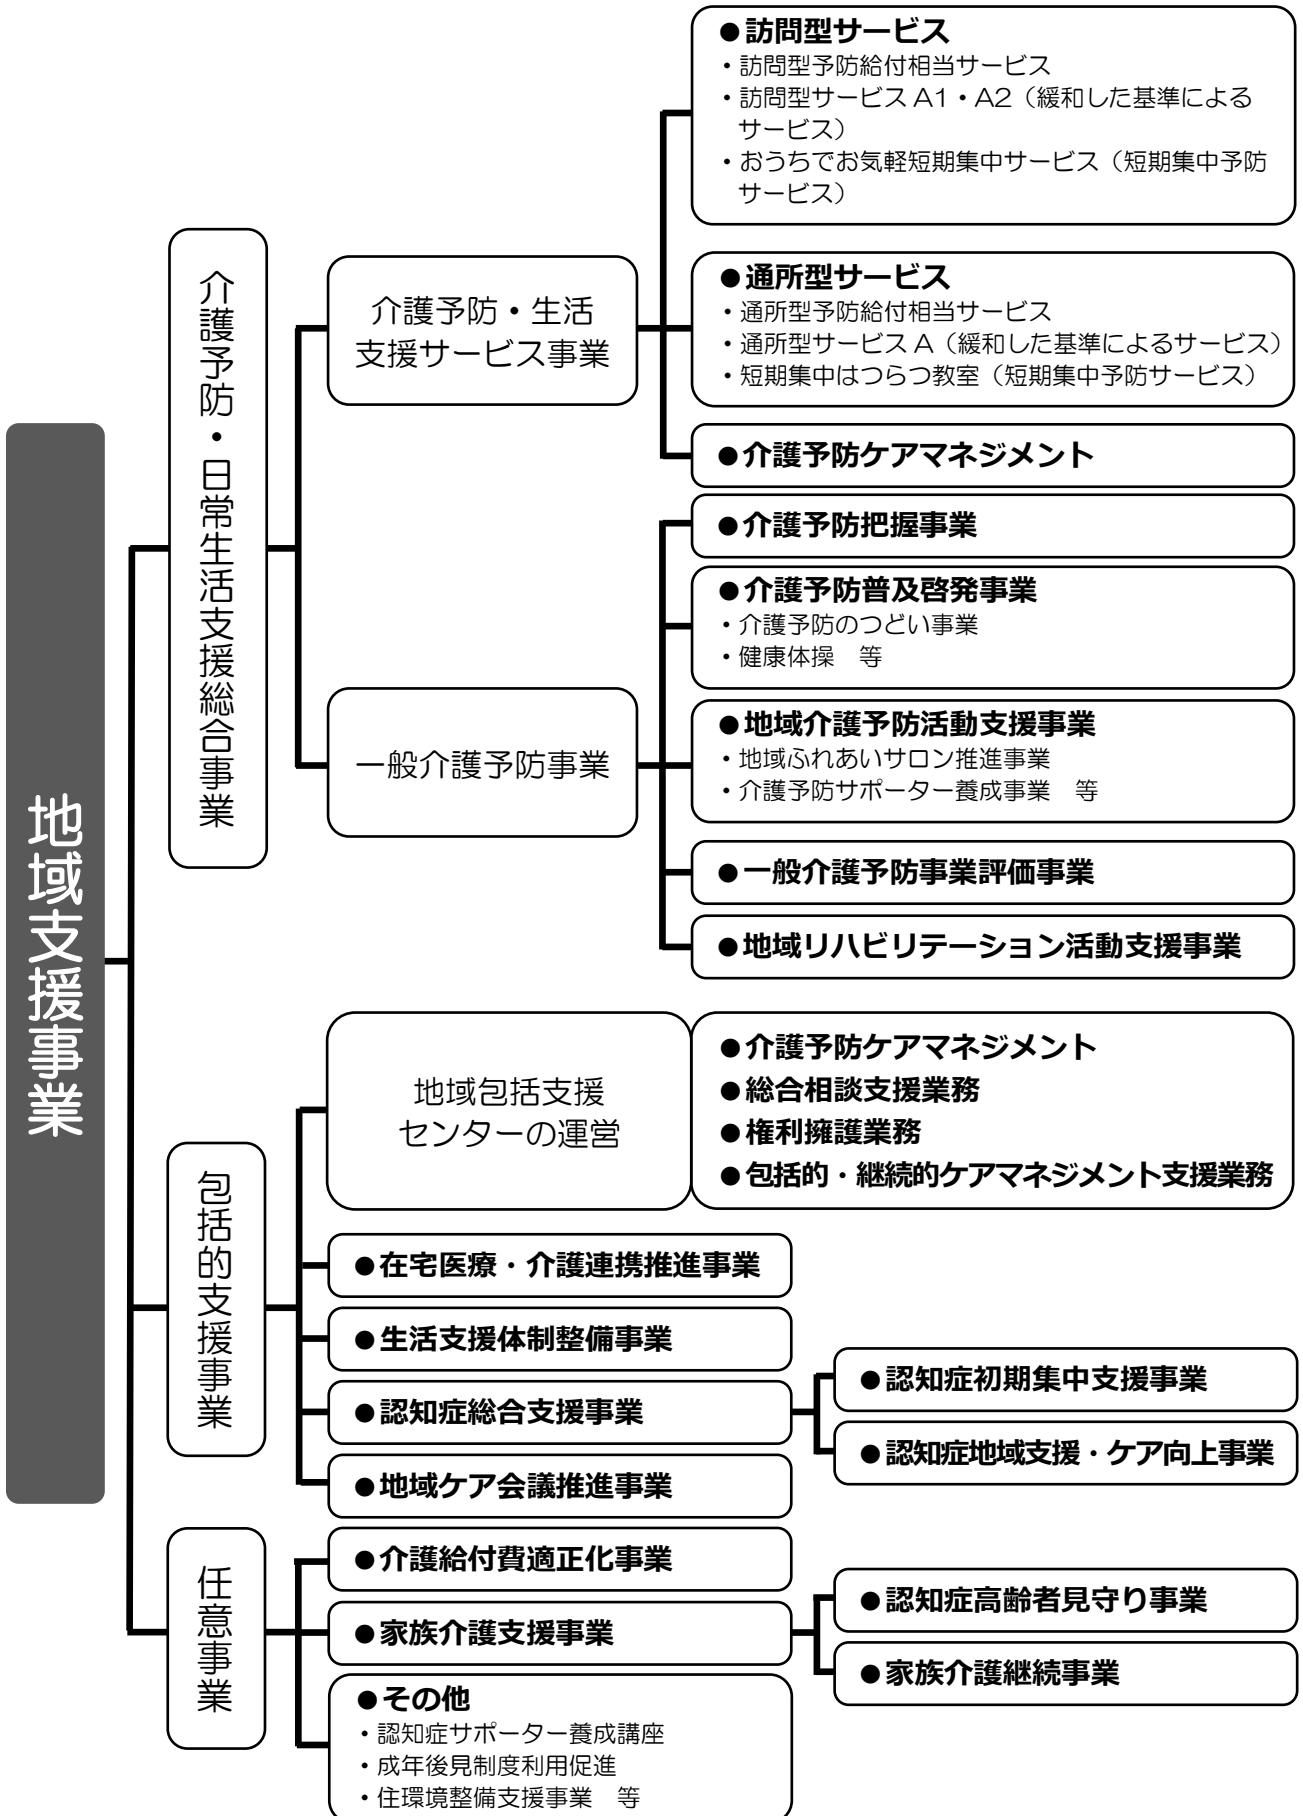 地域支援事業
介護予防・日常生活支援総合事業
介護予防・生活
支援サービス事業
●訪問型サービス
・訪問型予防給付相当サービス
・訪問型サービスA1・A2（緩和した基準による
サービス）
・おうちでお気軽短期集中サービス（短期集中予防
サービス）
●通所型サービス
・通所型予防給付相当サービス
・通所型サービスA（緩和した基準によるサービス）
・短期集中はつらつ教室（短期集中予防サービス）
●介護予防ケアマネジメント
一般介護予防事業
●介護予防把握事業
●介護予防普及啓発事業
・介護予防のつどい事業
・健康体操　等
●地域介護予防活動支援事業
・地域ふれあいサロン推進事業
・介護予防サポーター養成事業　等
●一般介護予防事業評価事業
●地域リハビリテーション活動支援事業
包括的支援事業
地域包括支援
センターの運営
●介護予防ケアマネジメント
●総合相談支援業務
●権利擁護業務
●包括的・継続的ケアマネジメント支援業務
●在宅医療・介護連携推進事業
●生活支援体制整備事業
●認知症総合支援事業
●認知症初期集中支援事業
●認知症地域支援・ケア向上事業
●地域ケア会議推進事業
任意事業
●介護給付費適正化事業
●家族介護支援事業
●認知症高齢者見守り事業
●家族介護継続事業
●その他
・認知症サポーター養成講座
・成年後見制度利用促進
・住環境整備支援事業　等